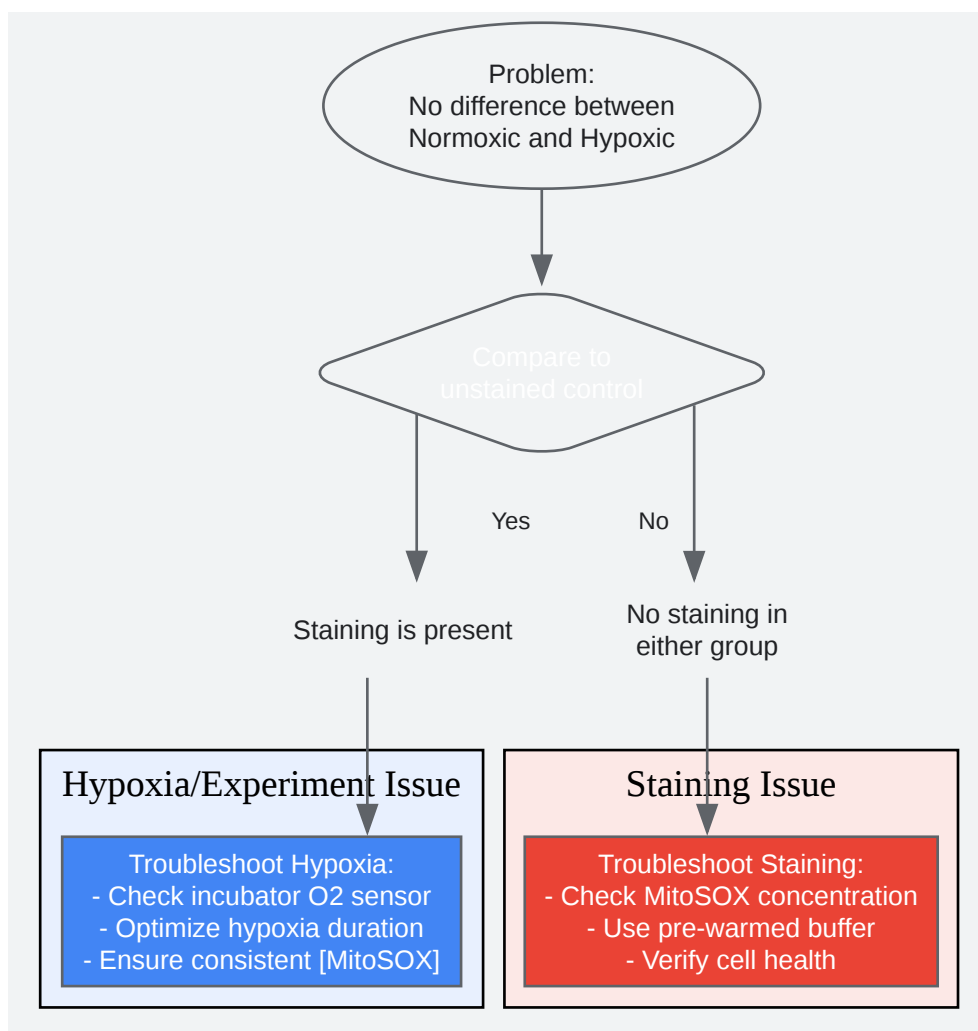 Problem:
No difference between
Normoxic and Hypoxic
Compare to
unstained control
Yes
No
Staining is present
No staining in
either group
Hypoxia/Experiment Issue
Troubleshoot Hypoxia:
- Check incubator O2 sensor
- Optimize hypoxia duration
- Ensure consistent [MitoSOX]
Staining Issue
Troubleshoot Staining:
- Check MitoSOX concentration
- Use pre-warmed buffer
- Verify cell health